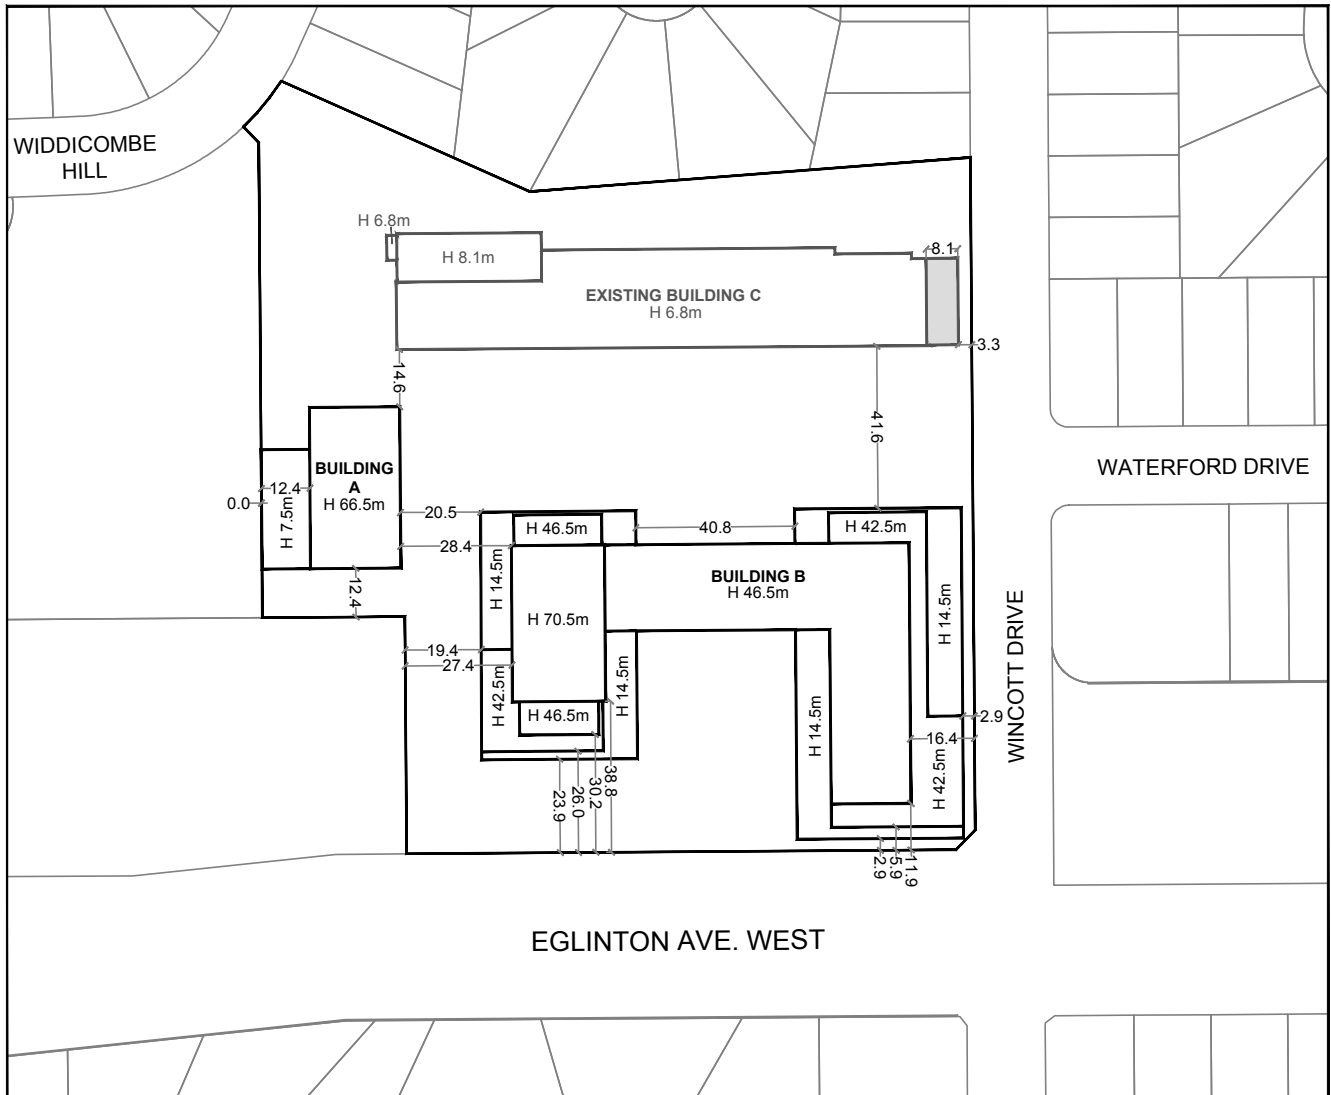 WIDDICOMBE
HILL
H 6.8m
H 8.1m
8.1
EXISTING BUILDING C
H 6.8m
3.3
14.6
41.6
WATERFORD DRIVE
BUILDING
A
H 66.5m
12.4
0.0
H 7.5m
20.5
H 46.5m
40.8
H 42.5m
28.4
H 14.5m
BUILDING B
H 46.5m
12.4
H 14.5m
H 70.5m
WINCOTT DRIVE
19.4
27.4
H 42.5m
H 14.5m
H 14.5m
H 46.5m
2.9
16.4
H 42.5m
38.8
30.2
26.0
23.9
2.9
5.9
11.9
EGLINTON AVE. WEST